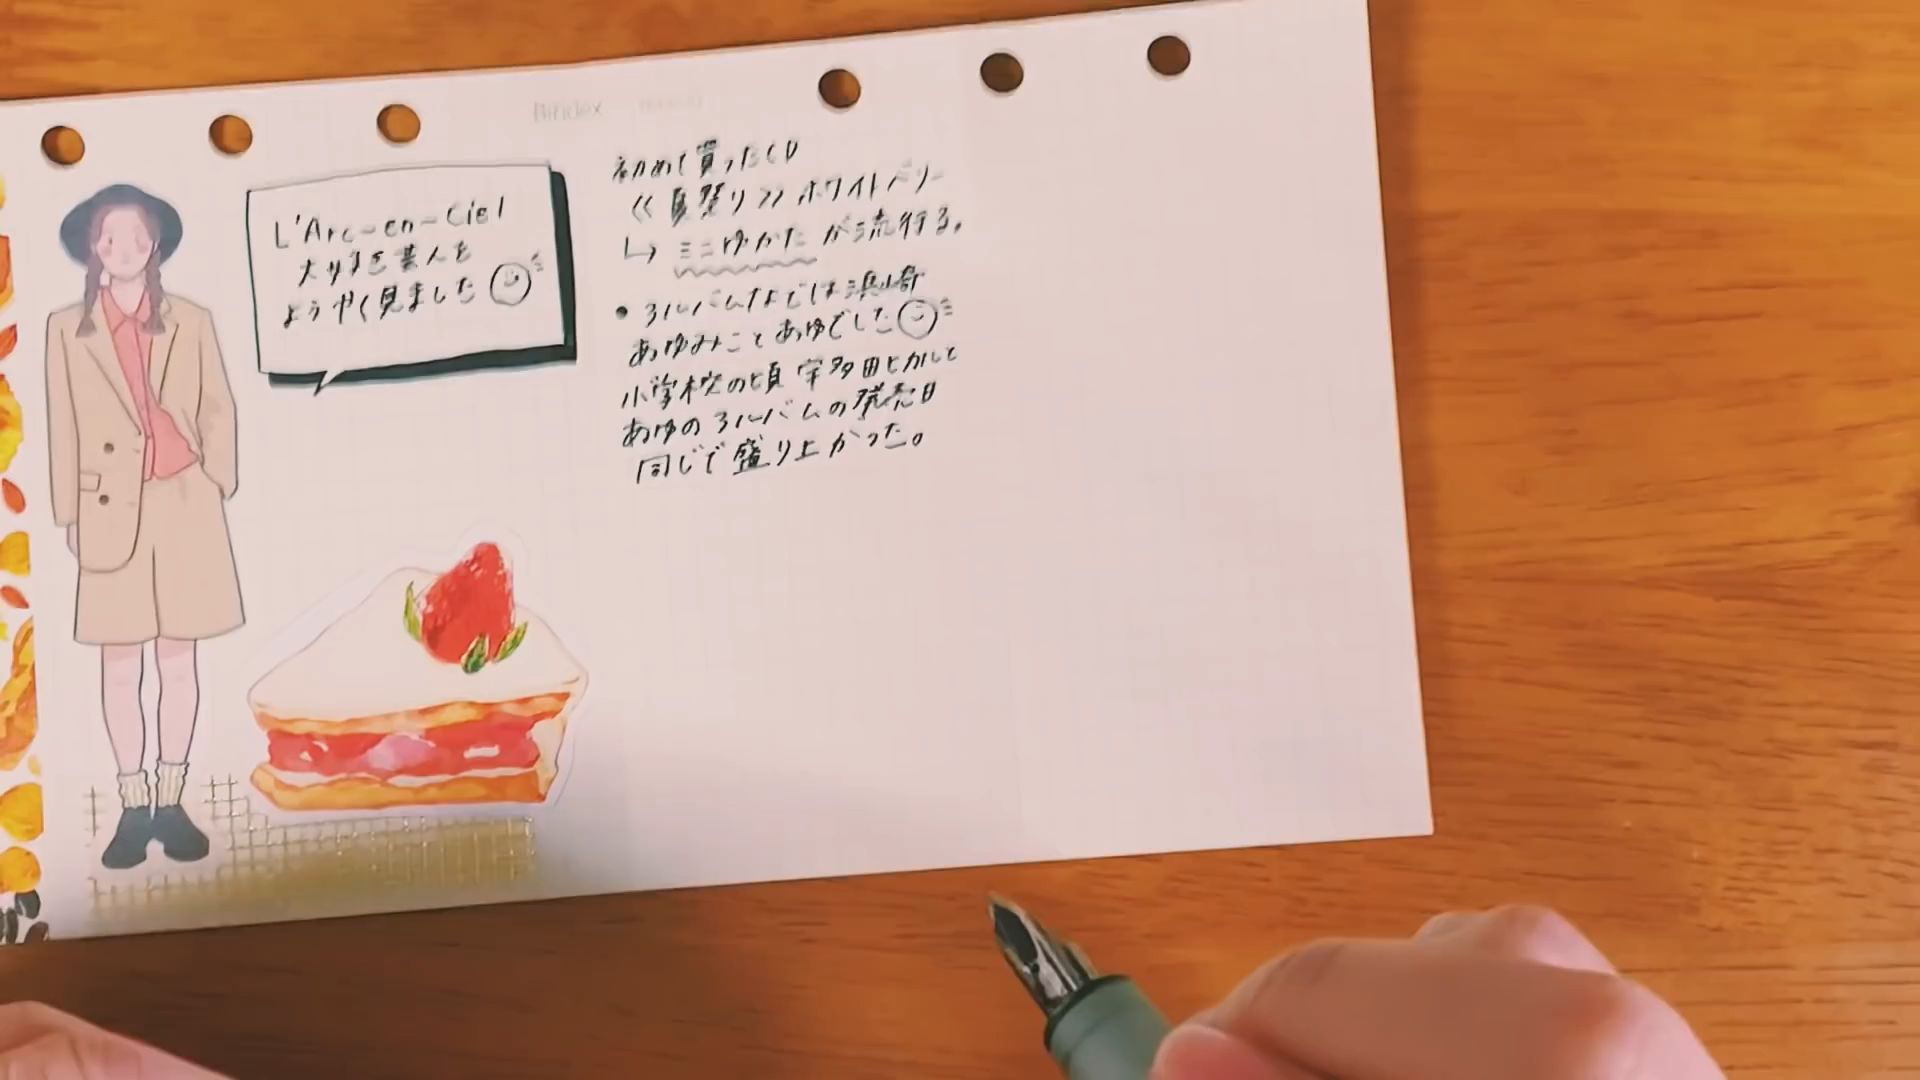 Bindex
L'Arc-en-Ciel
大好き芸人を
ようやく見ました
初めて買ったCD
≪夏祭り≫ホワイトベリー
↳ミニゆかたが流行る。
• アルバムなどでは浜崎
あゆみことあゆでした
小学校の頃 宇多田ヒカルと
あゆのアルバムの発売日
同じで盛り上がった。